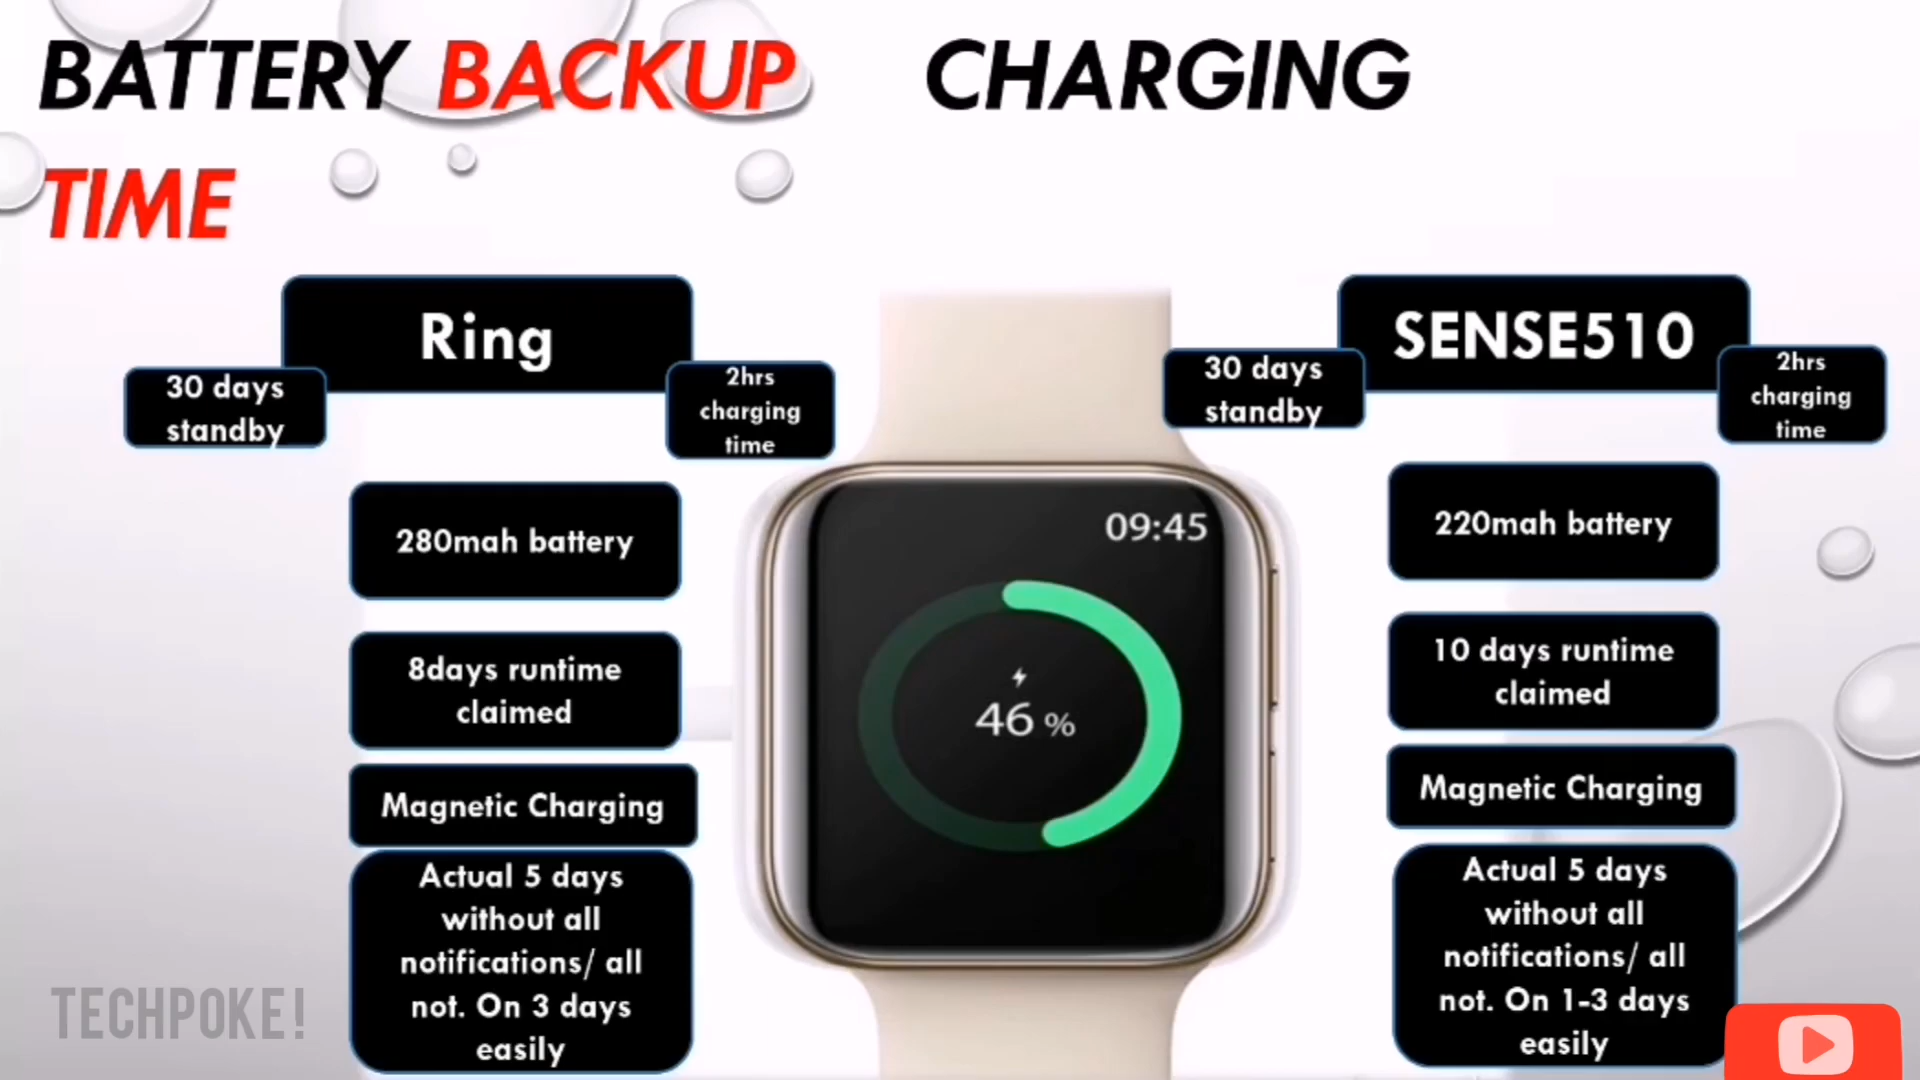 BATTERY BACKUP CHARGING
TIME
Ring
30 days
standby
2hrs
charging
time
280mah battery
8days runtime
claimed
Magnetic Charging
Actual 5 days
without all
notifications/ all
not. On 3 days
easily
09:45
46 %
SENSE510
30 days
standby
2hrs
charging
time
220mah battery
10 days runtime
claimed
Magnetic Charging
Actual 5 days
without all
notifications/ all
not. On 1-3 days
easily
TECHPOKE!